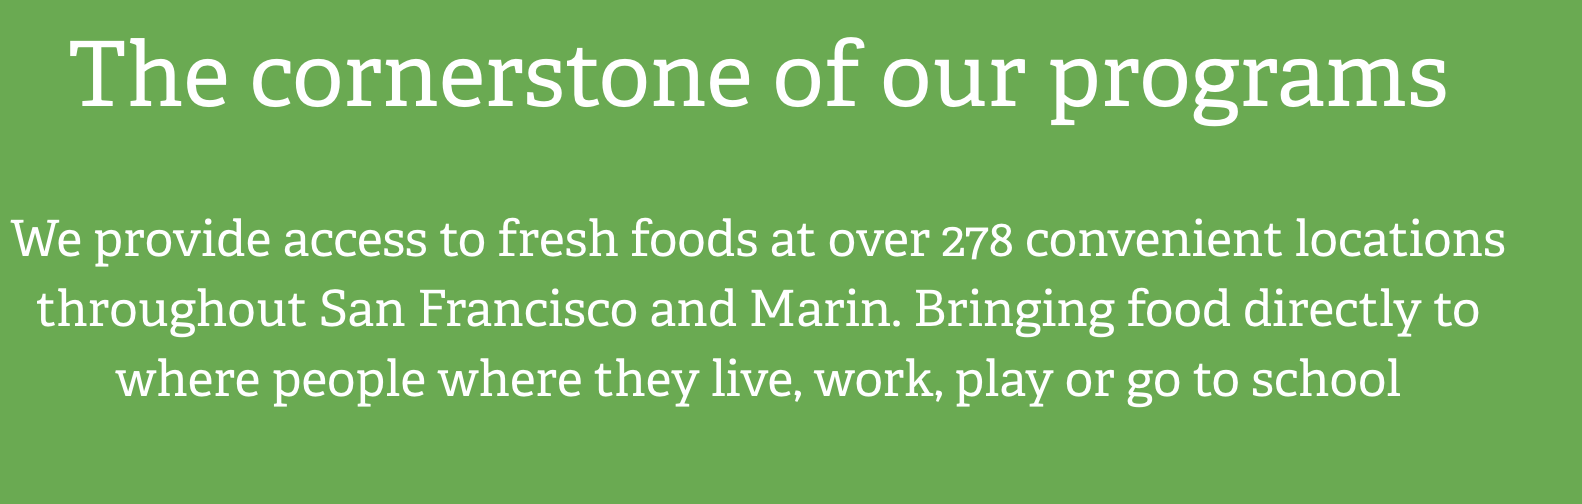 The cornerstone of our programs
We provide access to fresh foods at over 278 convenient locations
throughout San Francisco and Marin. Bringing food directly to
where people where they live, work, play or go to school